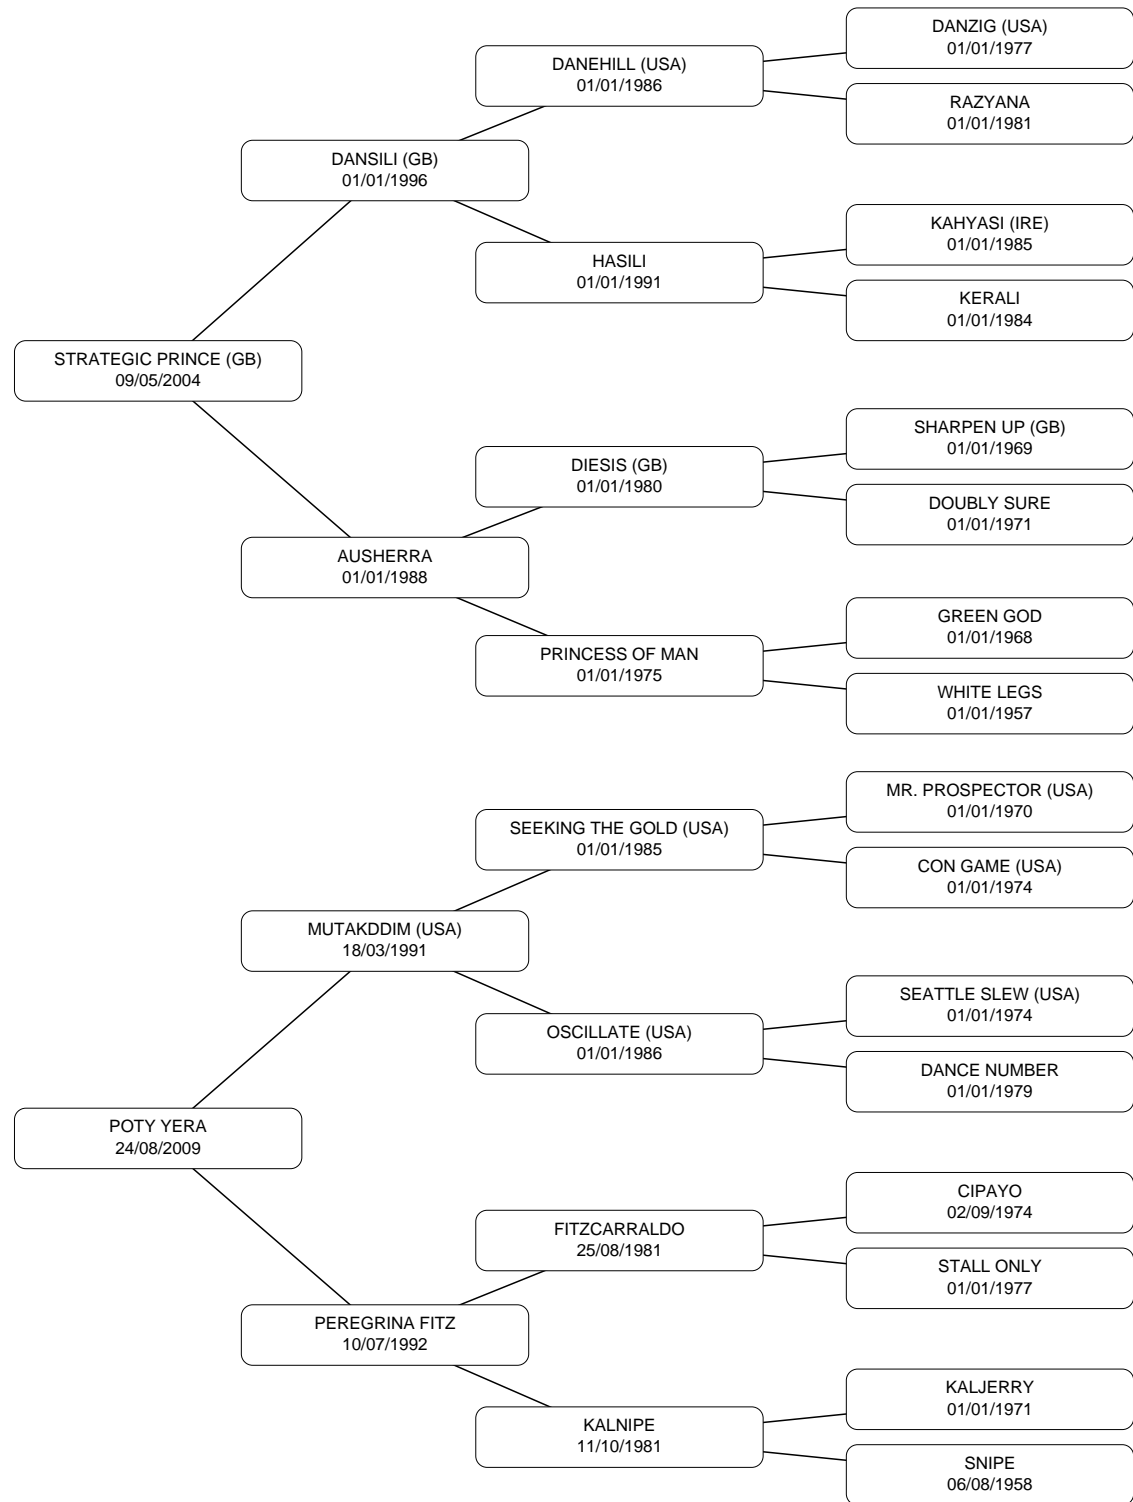 DANZIG (USA)
01/01/1977
DANEHILL (USA)
01/01/1986
RAZYANA
01/01/1981
DANSILI (GB)
01/01/1996
KAHYASI (IRE)
01/01/1985
HASILI
01/01/1991
KERALI
01/01/1984
STRATEGIC PRINCE (GB)
09/05/2004
SHARPEN UP (GB)
01/01/1969
DIESIS (GB)
01/01/1980
DOUBLY SURE
01/01/1971
AUSHERRA
01/01/1988
GREEN GOD
01/01/1968
PRINCESS OF MAN
01/01/1975
WHITE LEGS
01/01/1957
MR. PROSPECTOR (USA)
01/01/1970
SEEKING THE GOLD (USA)
01/01/1985
CON GAME (USA)
01/01/1974
MUTAKDDIM (USA)
18/03/1991
SEATTLE SLEW (USA)
01/01/1974
OSCILLATE (USA)
01/01/1986
DANCE NUMBER
01/01/1979
POTY YERA
24/08/2009
CIPAYO
02/09/1974
FITZCARRALDO
25/08/1981
STALL ONLY
01/01/1977
PEREGRINA FITZ
10/07/1992
KALJERRY
01/01/1971
KALNIPE
11/10/1981
SNIPE
06/08/1958